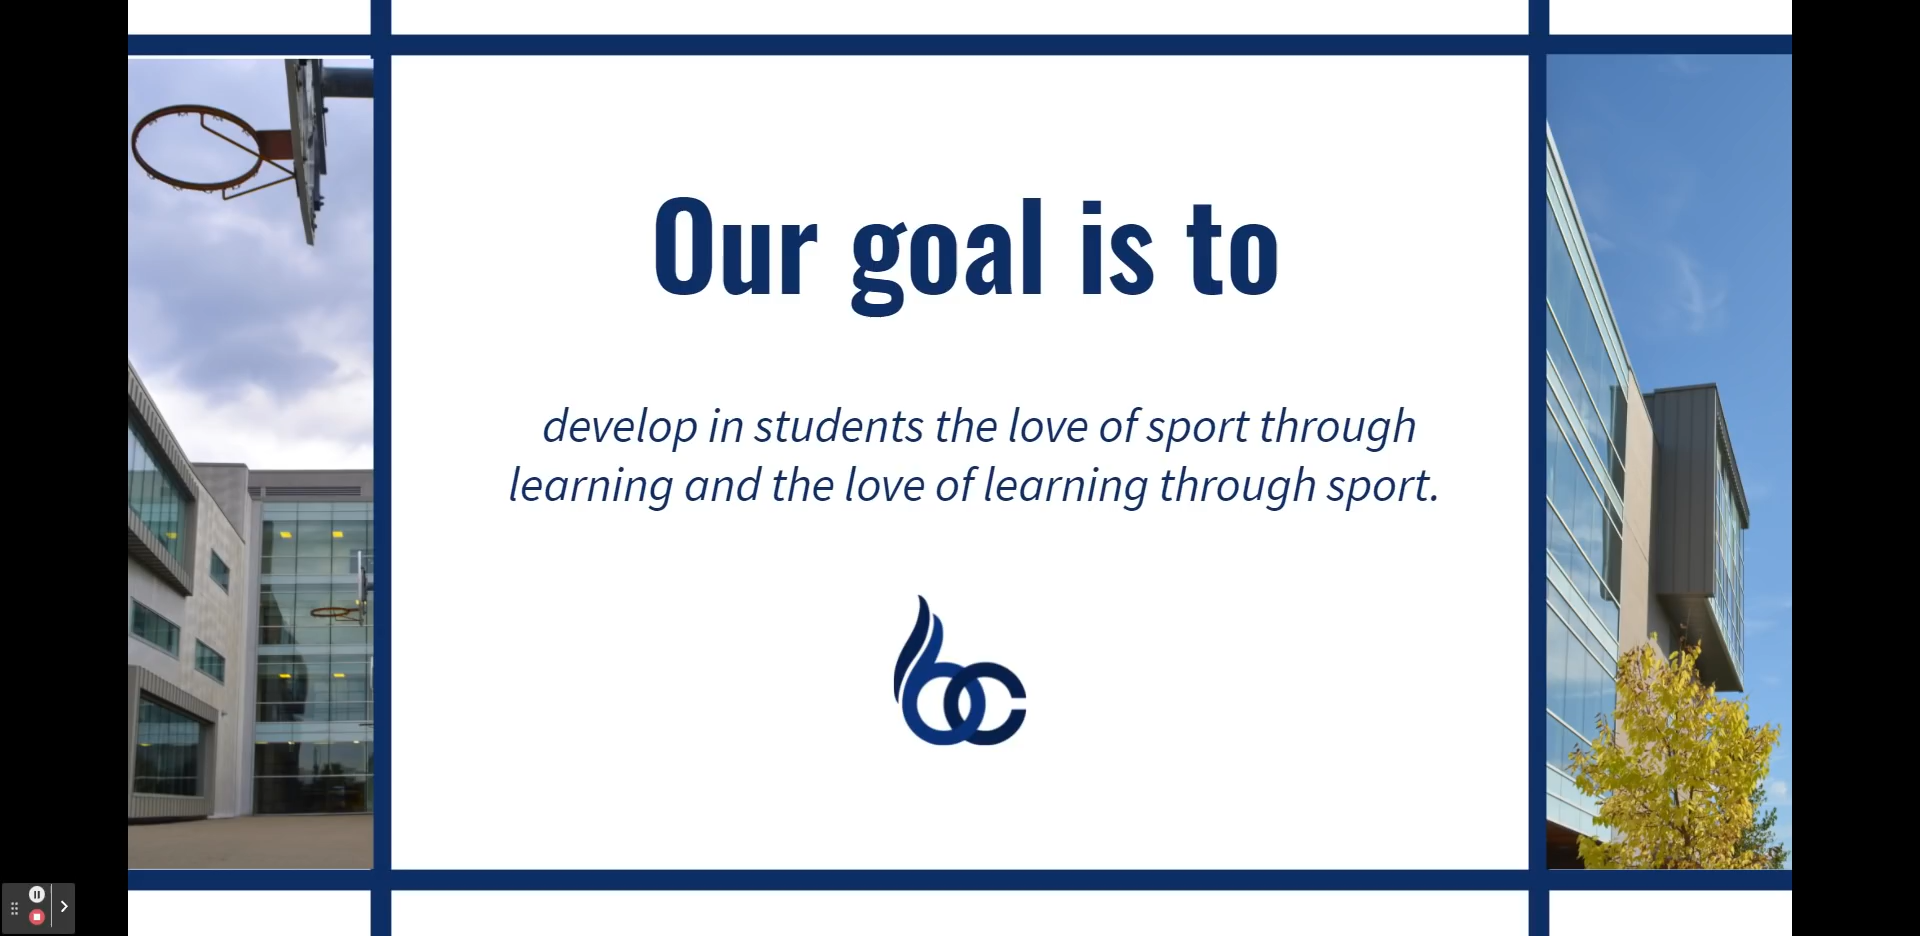 Our goal is to
develop in students the love of sport through
learning and the love of learning through sport.
bc